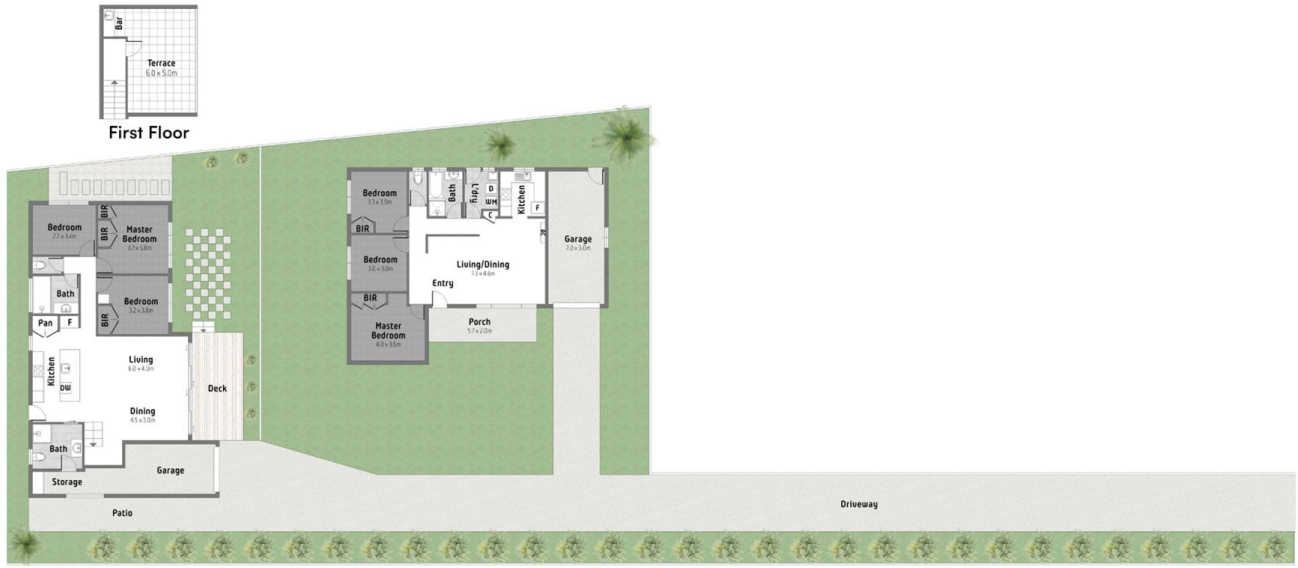 Bar
Terrace
6.0 x 5.0m
First Floor
Bedroom
2.7 x 3.4m
BIR
BIR
Master
Bedroom
3.7 x 3.8m
Bath
Bedroom
3.2 x 3.8m
BIR
Pan
F
Kitchen
DW
Living
6.0 x 4.3m
Dining
4.5 x 3.0m
Deck
Bath
Storage
Garage
Patio
Bedroom
3.3 x 3.0m
BIR
Bedroom
3.0 x 3.0m
BIR
Master
Bedroom
4.0 x 3.5m
Bath
L'dry
D
WM
C
Kitchen
F
Living/Dining
7.3 x 4.6m
Entry
Porch
5.7 x 2.0m
Garage
7.0 x 3.0m
Driveway